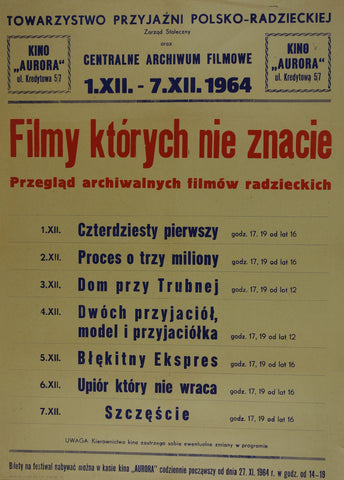 TOWARZYSTWO PRZYJAŹNI POLSKO-RADZIECKIEJ
Zarząd Stołeczny
oraz
CENTRALNE ARCHIWUM FILMOWE
KINO
„AURORA"
ul. Kredytowa 5/7
KINO
„AURORA"
ul. Kredytowa 5/7
1.XII. - 7.XII. 1964
Filmy których nie znacie
Przegląd archiwalnych filmów radzieckich
1.XII. Czterdziesty pierwszy godz. 17, 19 od lat 16
2.XII. Proces o trzy miliony godz. 17, 19 od lat 16
3.XII. Dom przy Trubnej godz. 17, 19 od lat 12
4.XII. Dwóch przyjaciół,
model i przyjaciółka godz. 17, 19 od lat 12
5.XII. Błękitny Ekspres godz. 17, 19 od lat 16
6.XII. Upiór który nie wraca godz. 17, 19 od lat 16
7.XII. Szczęście godz. 17, 19 od lat 16
UWAGA: Kierownictwo kina zastrzega sobie ewentualne zmiany w programie
Bilety na festiwal nabywać można w kasie kina „AURORA" codziennie począwszy od dnia 27. XI. 1964 r. w godz. od 14-19